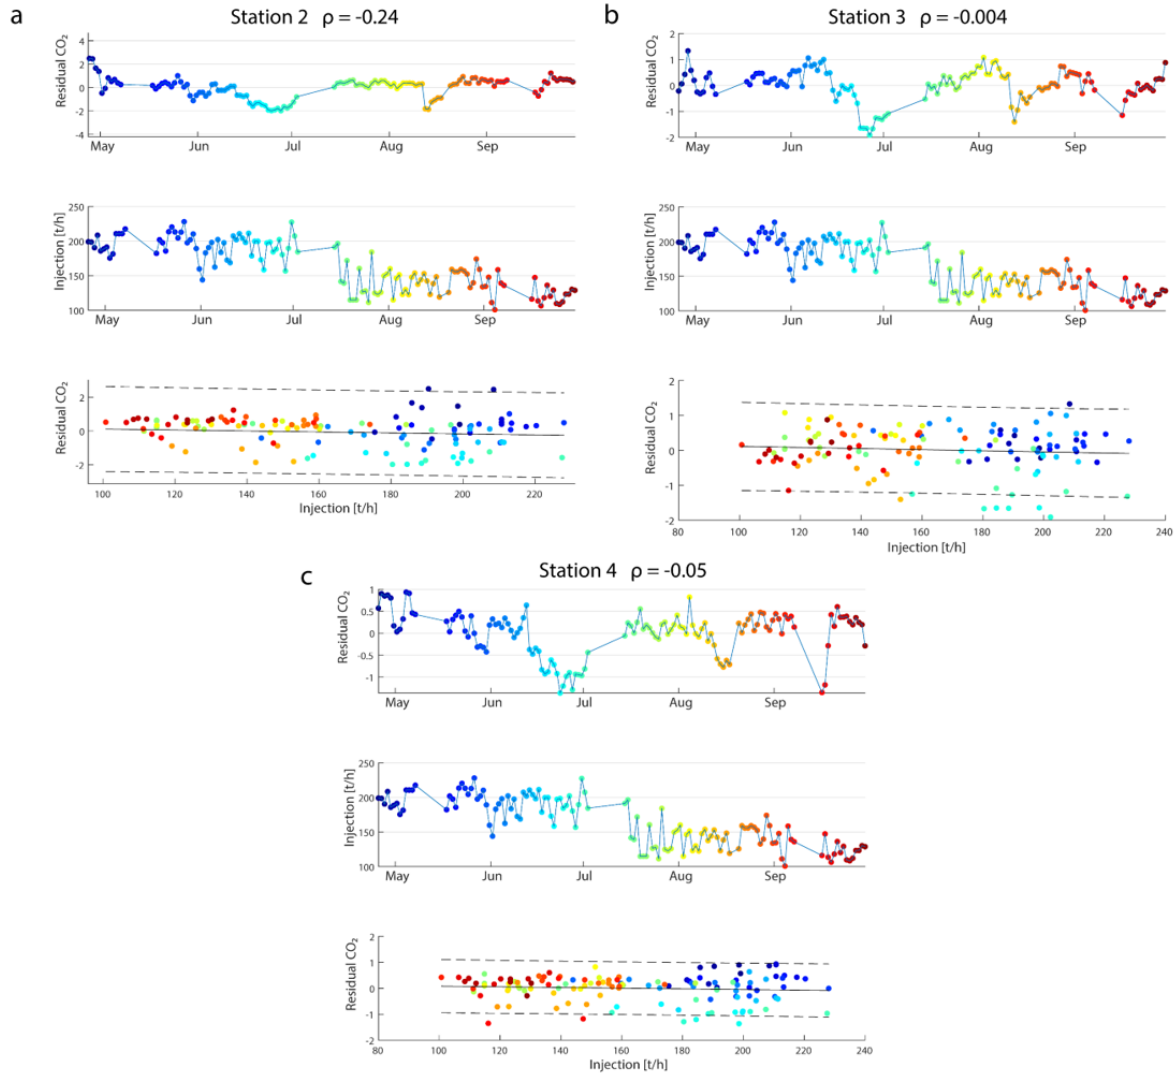 a
Station 2 ρ = -0.24
Residual CO₂
4
2
0
-2
-4
May Jun Jul Aug Sep
Injection [t/h]
250
200
150
100
May Jun Jul Aug Sep
Residual CO₂
2
0
-2
100 120 140 160 180 200 220
Injection [t/h]
b
Station 3 ρ = -0.004
Residual CO₂
2
1
0
-1
-2
May Jun Jul Aug Sep
Injection [t/h]
250
200
150
100
May Jun Jul Aug Sep
Residual CO₂
2
1
0
-1
-2
80 100 120 140 160 180 200 220 240
Injection [t/h]
c
Station 4 ρ = -0.05
Residual CO₂
1
0.5
0
-0.5
-1
May Jun Jul Aug Sep
Injection [t/h]
250
200
150
100
May Jun Jul Aug Sep
Residual CO₂
2
1
0
-1
-2
80 100 120 140 160 180 200 220 240
Injection [t/h]